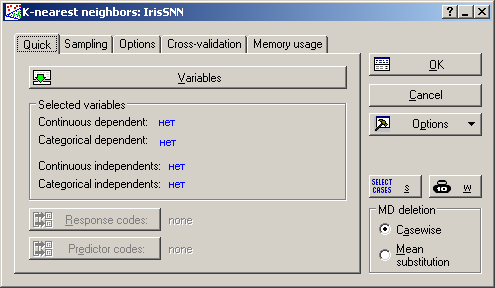 K-nearest neighbors: IrisSNN
Quick Sampling Options Cross-validation Memory usage
Variables
Selected variables
Continuous dependent: нет
Categorical dependent: нет
Continuous independents: нет
Categorical independents: нет
Response codes: none
Predictor codes: none
OK
Cancel
Options
SELECT CASES S W
MD deletion
Casewise
Mean
substitution